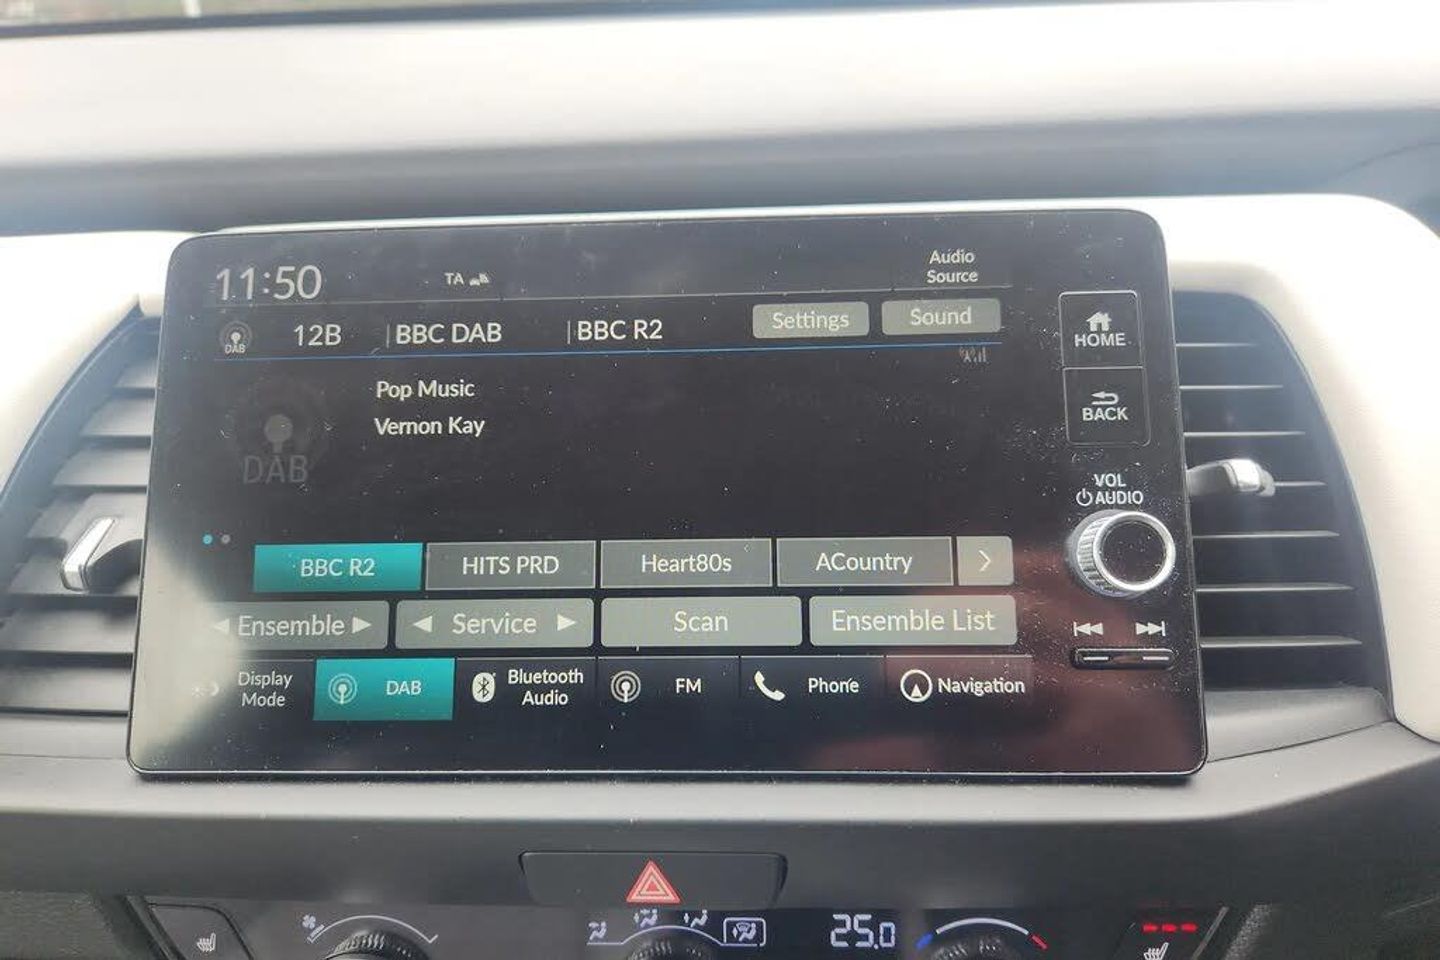 11:50
TA
Audio
Source
DAB
12B
BBC DAB
BBC R2
Settings
Sound
HOME
Pop Music
BACK
Vernon Kay
DAB
VOL
AUDIO
BBC R2
HITS PRD
Heart80s
ACountry
Ensemble
Service
Scan
Ensemble List
Display
Mode
DAB
Bluetooth
Audio
FM
Phone
Navigation
25.0